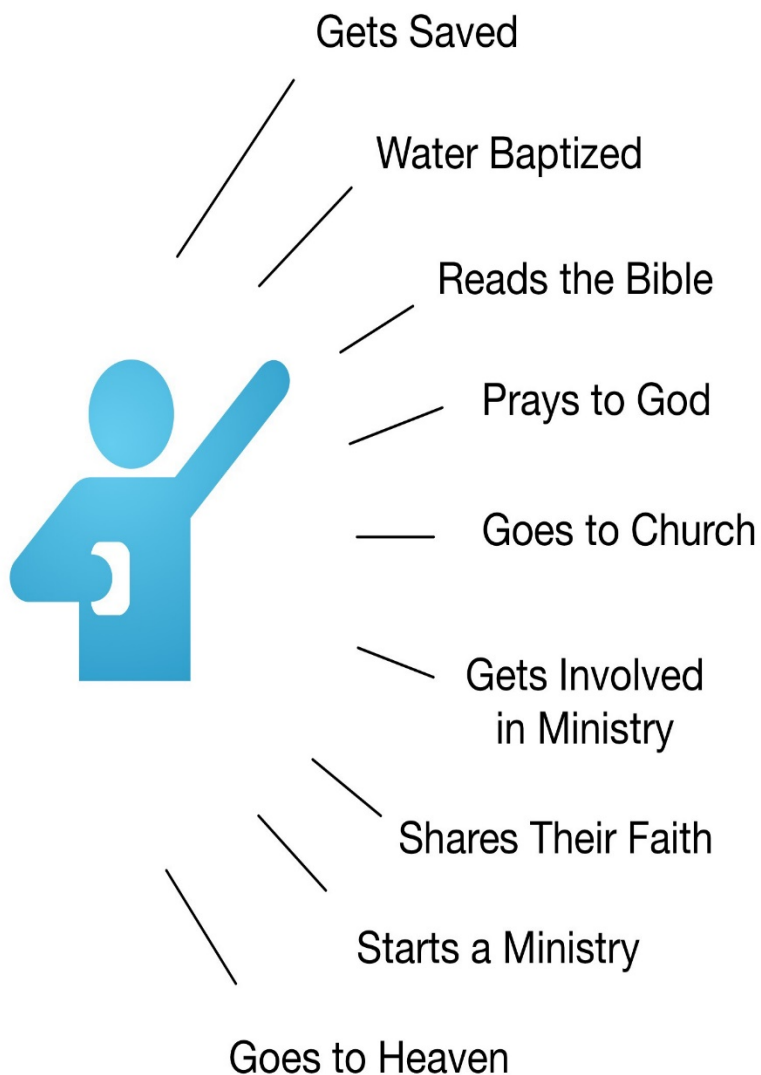 Gets Saved
Water Baptized
Reads the Bible
Prays to God
Goes to Church
Gets Involved
in Ministry
Shares Their Faith
Starts a Ministry
Goes to Heaven